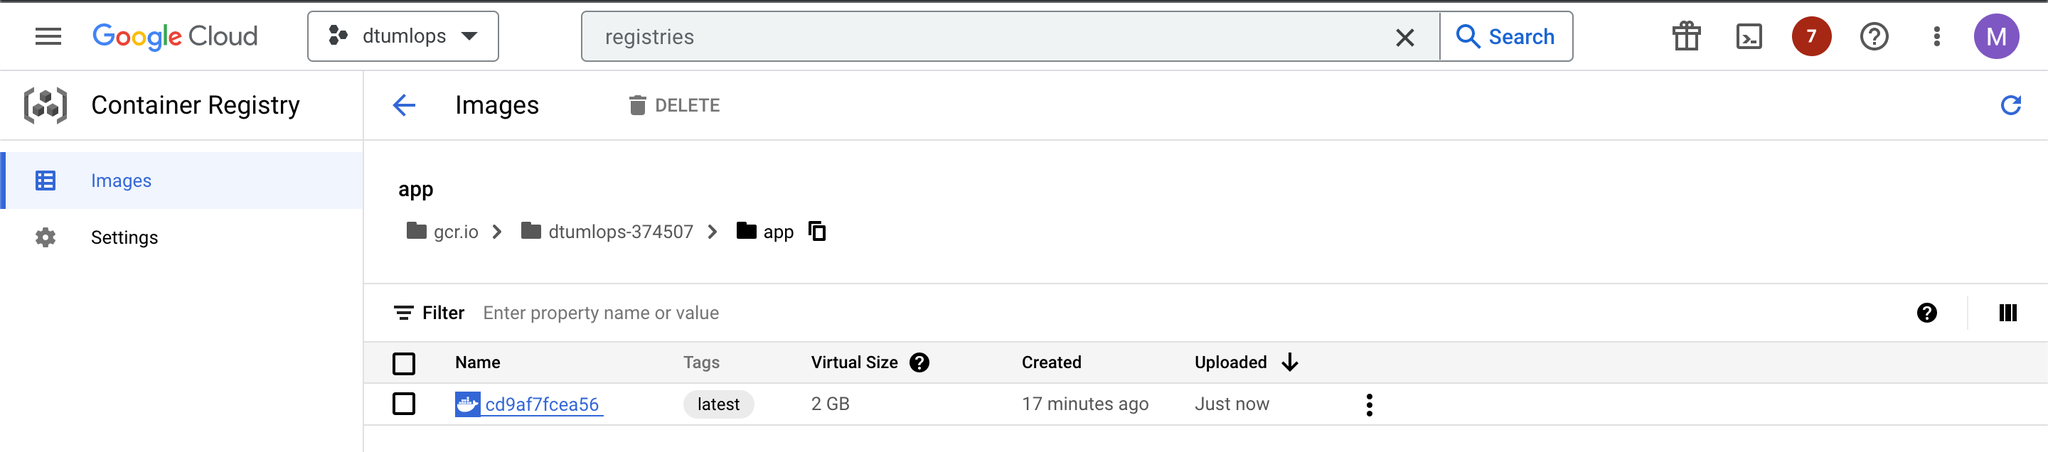 Google Cloud dtumlops registries Search 7 M
Container Registry Images DELETE
Images
Settings
app
gcr.io dtumlops-374507 app
Filter Enter property name or value
Name Tags Virtual Size Created Uploaded
cd9af7fcea56 latest 2 GB 17 minutes ago Just now